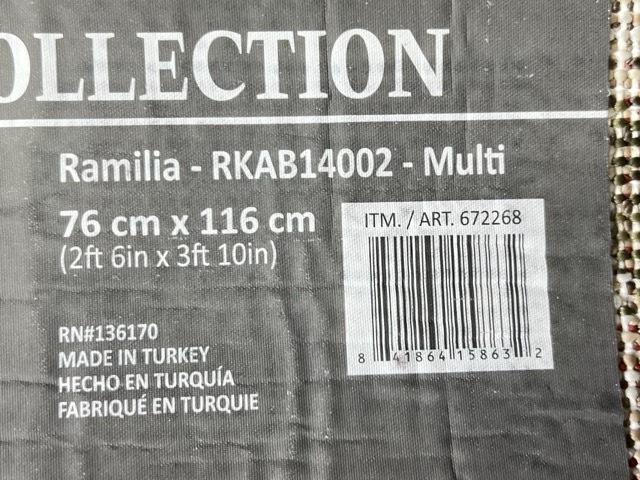 OLLECTION
Ramilia - RKAB14002 - Multi
76 cm x 116 cm
(2ft 6in x 3ft 10in)
ITM. / ART. 672268
8 41864 15863 2
RN#136170
MADE IN TURKEY
HECHO EN TURQUÍA
FABRIQUÉ EN TURQUIE